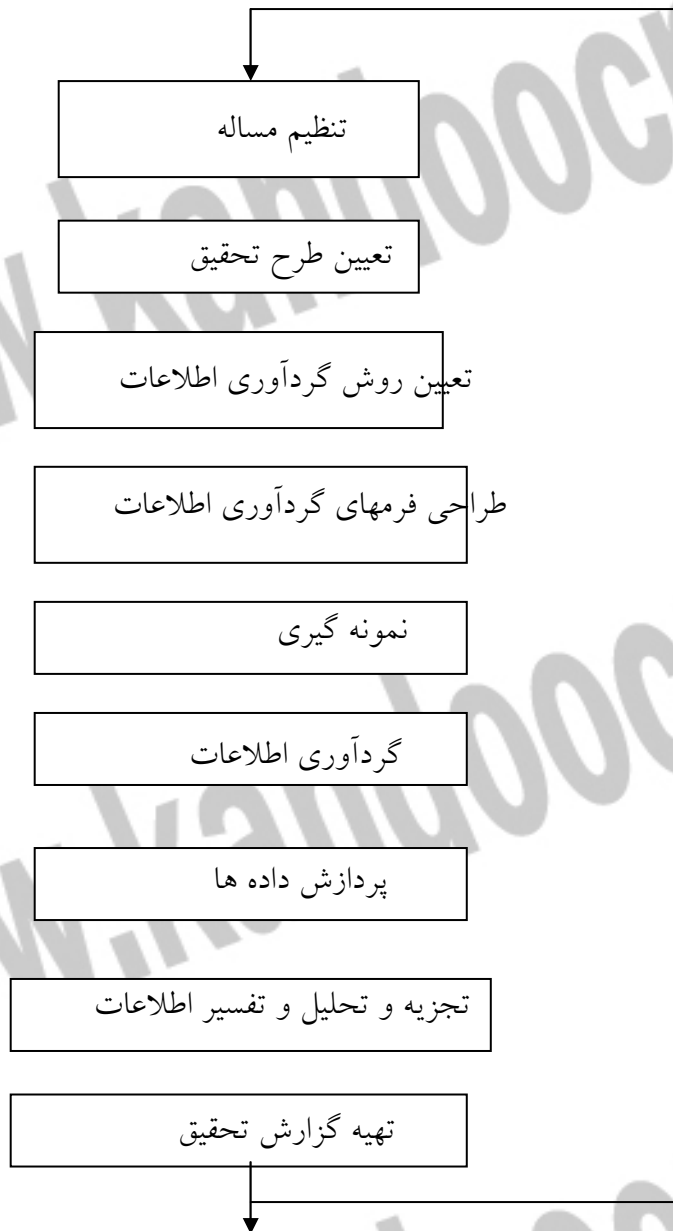 تنظیم مساله
تعیین طرح تحقیق
تعیین روش گردآوری اطلاعات
طراحی فرمهای گردآوری اطلاعات
نمونه گیری
گردآوری اطلاعات
پردازش داده ها
تجزیه و تحلیل و تفسیر اطلاعات
تهیه گزارش تحقیق